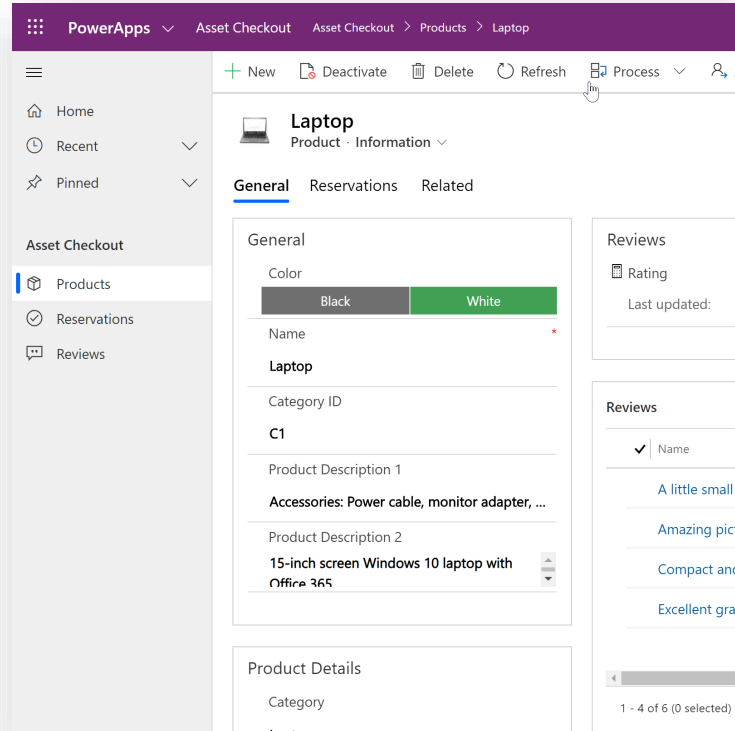 PowerApps Asset Checkout Asset Checkout > Products > Laptop
New Deactivate Delete Refresh Process
Home
Recent
Pinned
Asset Checkout
Products
Reservations
Reviews
Laptop
Product · Information
General Reservations Related
General
Color
Black White
Name *
Laptop
Category ID
C1
Product Description 1
Accessories: Power cable, monitor adapter, ...
Product Description 2
15-inch screen Windows 10 laptop with
Office 365
Product Details
Category
Reviews
Rating
Last updated:
Reviews
Name
A little small
Amazing pic
Compact and
Excellent gra
1 - 4 of 6 (0 selected)